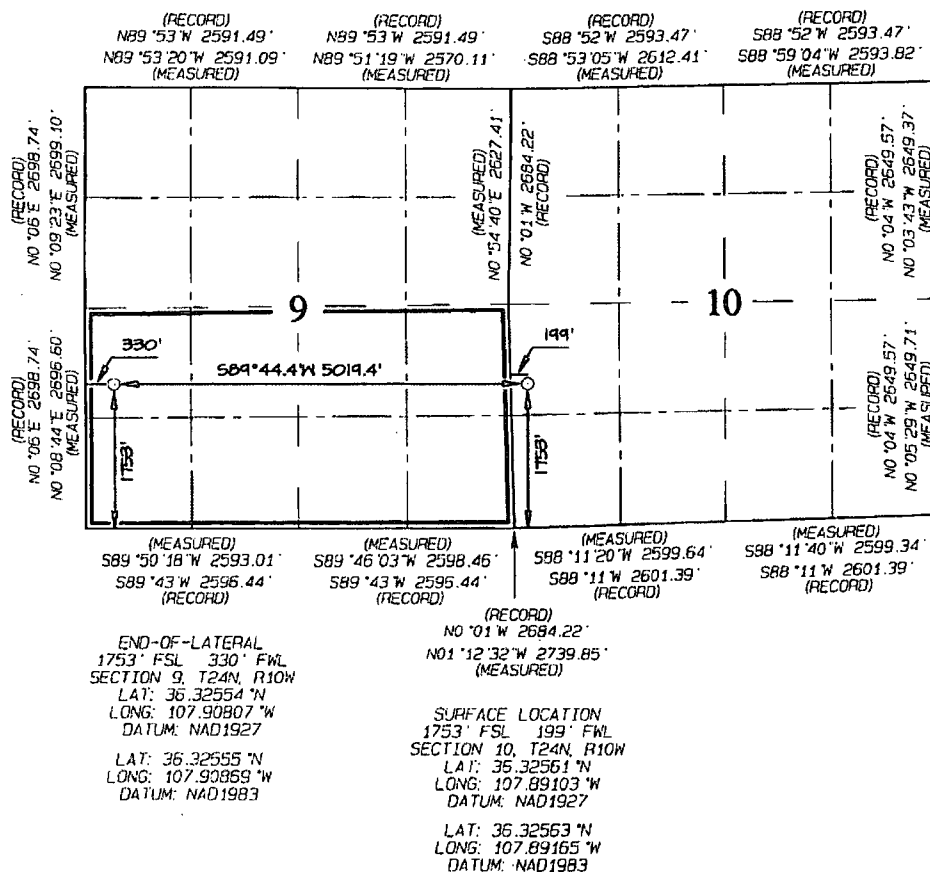 (RECORD)
N89°53'W 2591.49'
N89°53'20"W 2591.09'
(MEASURED)
(RECORD)
N89°53'W 2591.49'
N89°51'19"W 2570.11'
(MEASURED)
(RECORD)
S88°52'W 2593.47'
S88°53'05"W 2612.41'
(MEASURED)
(RECORD)
S88°52'W 2593.47'
S88°59'04"W 2593.82'
(MEASURED)
(RECORD)
N0°06'E 2698.74'
N0°09'23"E 2699.10'
(MEASURED)
(MEASURED)
N0°54'40"E 2627.41'
N0°01'W 2684.22'
(RECORD)
(RECORD)
N0°04'W 2649.57'
N0°03'43"W 2649.37'
(MEASURED)
9
10
330'
S89°44.4'W 5019.4'
199'
1753'
1753'
(RECORD)
N0°06'E 2698.74'
N0°08'44"E 2696.60'
(MEASURED)
(RECORD)
N0°04'W 2649.57'
N0°05'29"W 2649.71'
(MEASURED)
(MEASURED)
S89°50'18"W 2593.01'
S89°43'W 2596.44'
(RECORD)
(MEASURED)
S89°46'03"W 2598.46'
S89°43'W 2596.44'
(RECORD)
(MEASURED)
S88°11'20"W 2599.64'
S88°11'W 2601.39'
(RECORD)
(MEASURED)
S88°11'40"W 2599.34'
S88°11'W 2601.39'
(RECORD)
(RECORD)
N0°01'W 2684.22'
N01°12'32"W 2739.85'
(MEASURED)
END-OF-LATERAL
1753' FSL 330' FWL
SECTION 9, T24N, R10W
LAT: 36.32554°N
LONG: 107.90807°W
DATUM: NAD1927
LAT: 36.32555°N
LONG: 107.90869°W
DATUM: NAD1983
SURFACE LOCATION
1753' FSL 199' FWL
SECTION 10, T24N, R10W
LAT: 36.32561°N
LONG: 107.89103°W
DATUM: NAD1927
LAT: 36.32563°N
LONG: 107.89165°W
DATUM: NAD1983